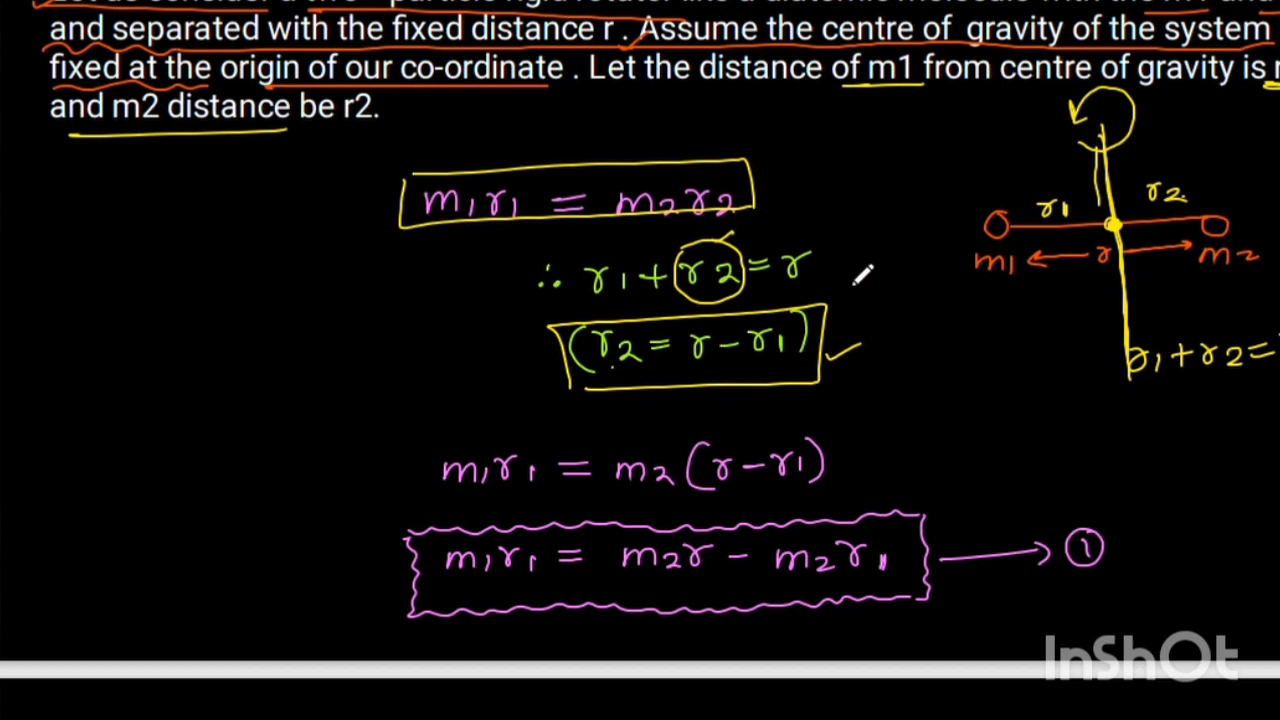 and separated with the fixed distance r . Assume the centre of gravity of the system
fixed at the origin of our co-ordinate . Let the distance of m1 from centre of gravity is
and m2 distance be r2.
m1r1 = m2r2
∴ r1 + r2 = r
(r2 = r - r1)
r1 r2
m1 r m2
r1 + r2 =
m1r1 = m2(r - r1)
m1r1 = m2r - m2r1 → ①
InShOt